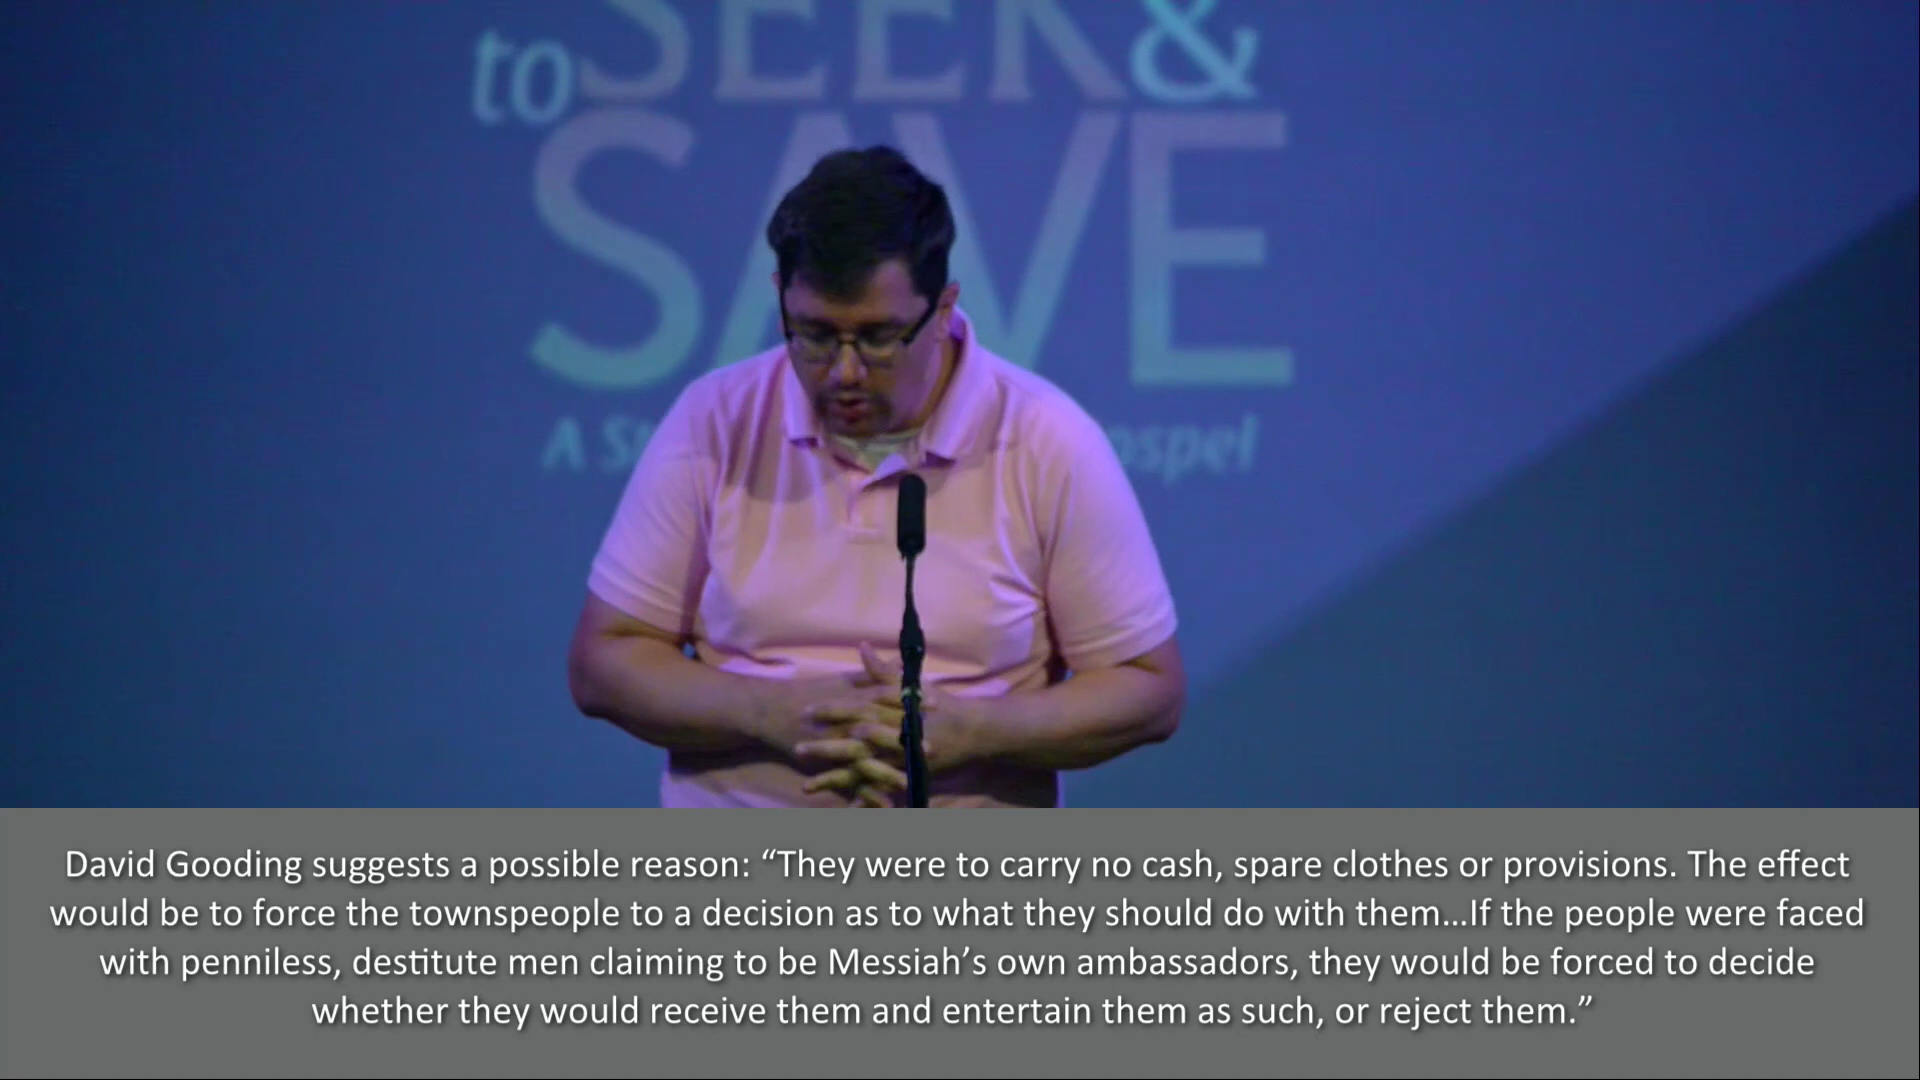 to SEEK &
SAVE
A S ospel
David Gooding suggests a possible reason: “They were to carry no cash, spare clothes or provisions. The effect
would be to force the townspeople to a decision as to what they should do with them...If the people were faced
with penniless, destitute men claiming to be Messiah’s own ambassadors, they would be forced to decide
whether they would receive them and entertain them as such, or reject them.”